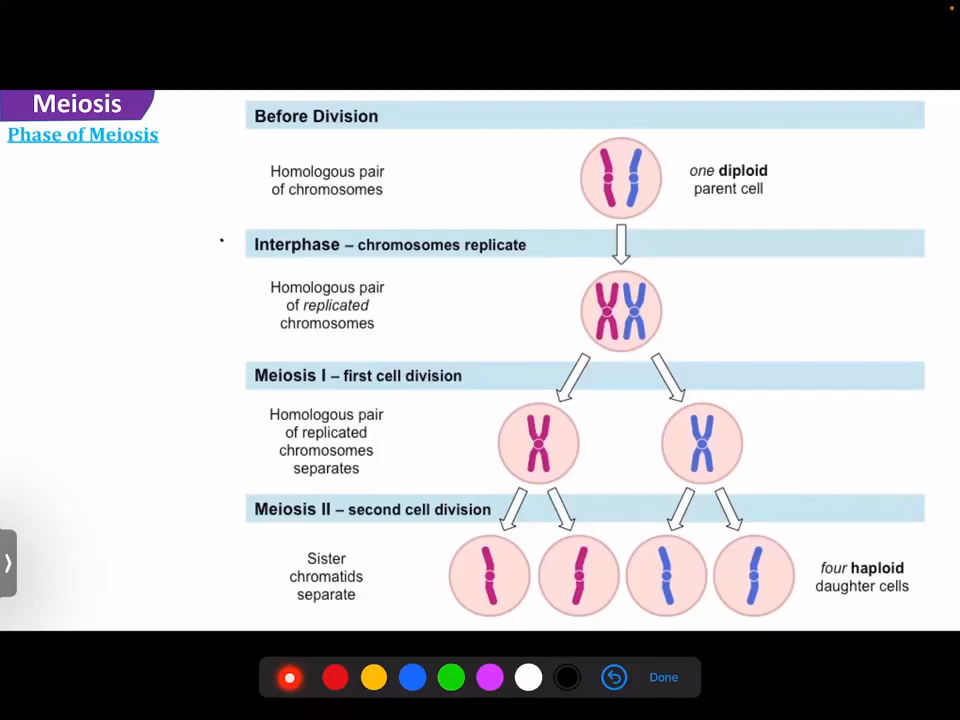 Meiosis
Phase of Meiosis
Before Division
Homologous pair
of chromosomes
one diploid
parent cell
Interphase – chromosomes replicate
Homologous pair
of replicated
chromosomes
Meiosis I – first cell division
Homologous pair
of replicated
chromosomes
separates
Meiosis II – second cell division
Sister
chromatids
separate
four haploid
daughter cells
Done